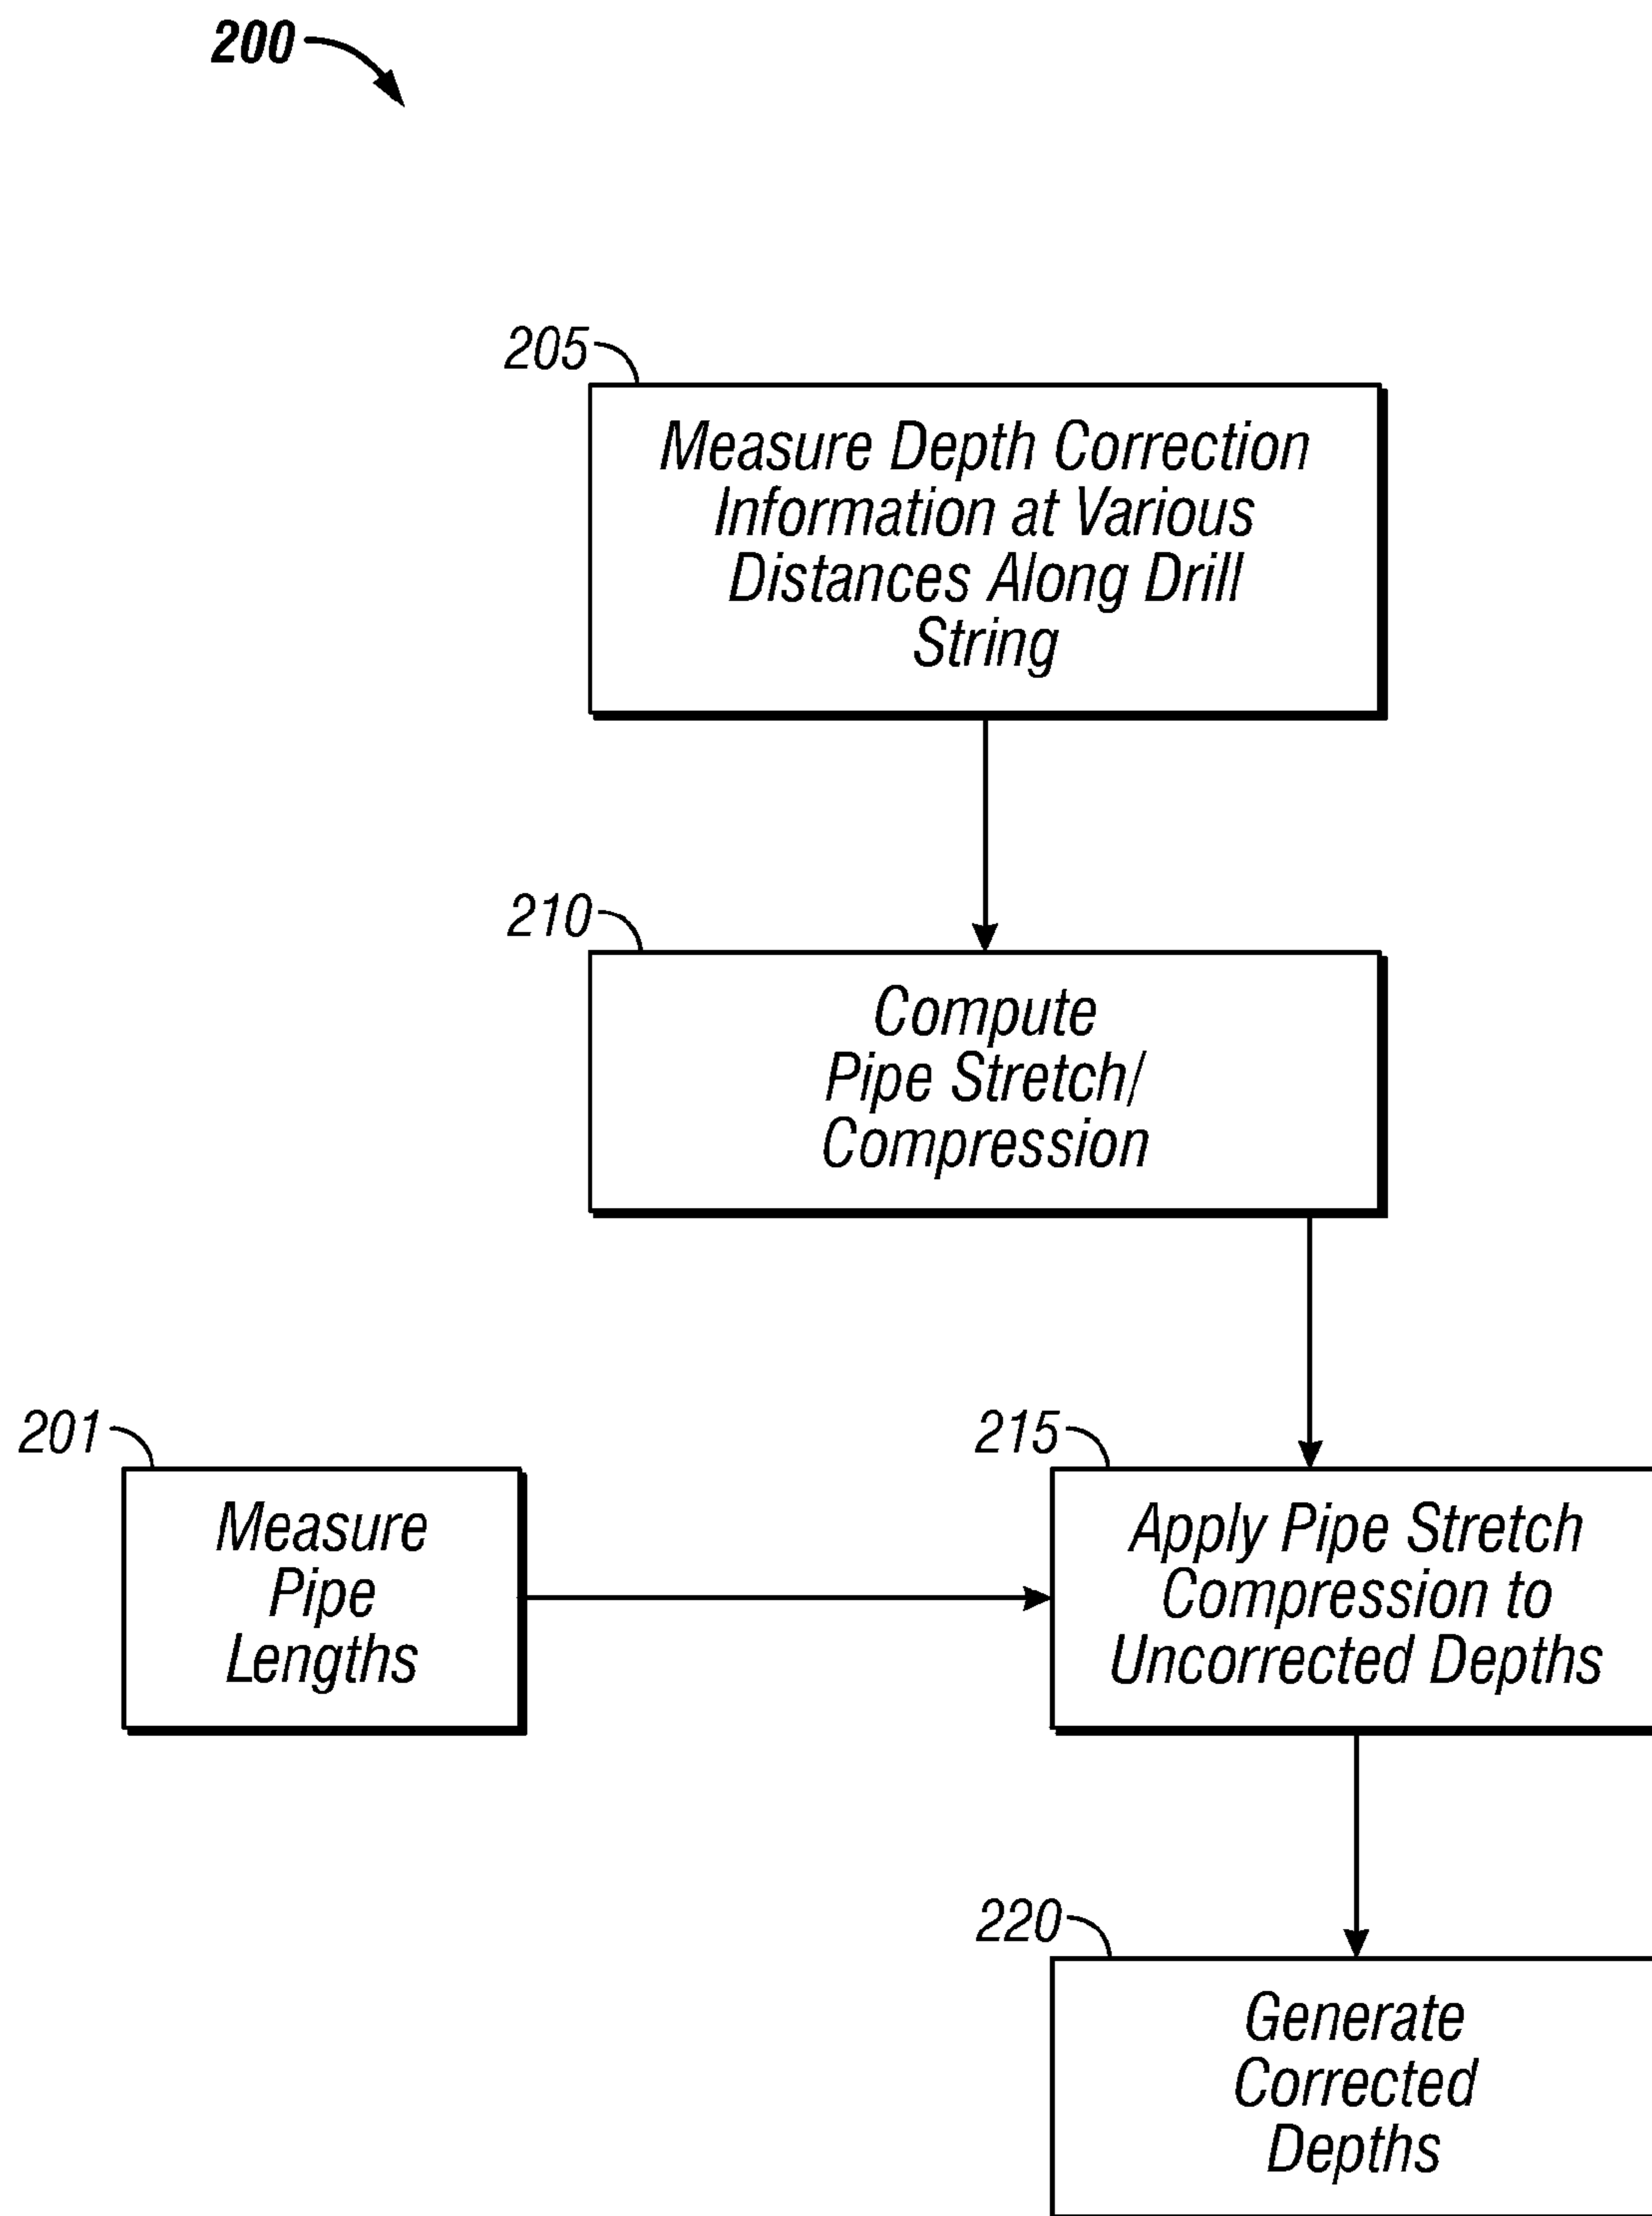 200
205
Measure Depth Correction
Information at Various
Distances Along Drill
String
210
Compute
Pipe Stretch/
Compression
201
Measure
Pipe
Lengths
215
Apply Pipe Stretch
Compression to
Uncorrected Depths
220
Generate
Corrected
Depths